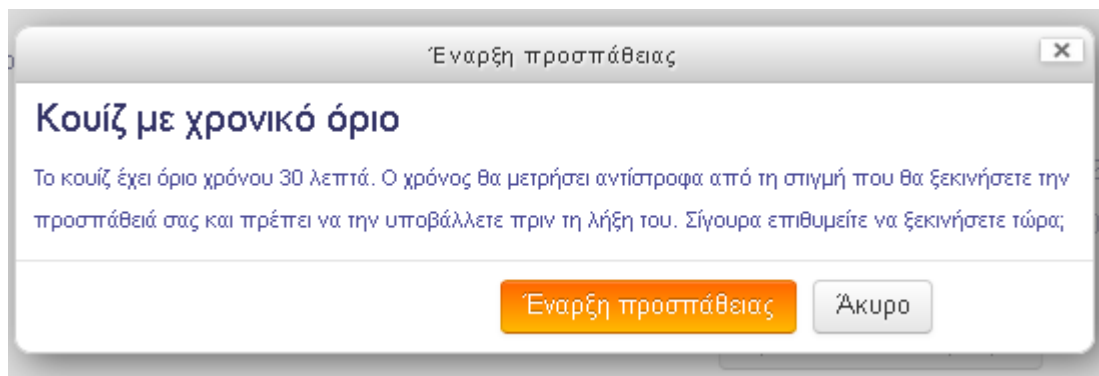 Έναρξη προσπάθειας
Κουίζ με χρονικό όριο
Το κουίζ έχει όριο χρόνου 30 λεπτά. Ο χρόνος θα μετρήσει αντίστροφα από τη στιγμή που θα ξεκινήσετε την
προσπάθειά σας και πρέπει να την υποβάλλετε πριν τη λήξη του. Σίγουρα επιθυμείτε να ξεκινήσετε τώρα;
Έναρξη προσπάθειας Άκυρο